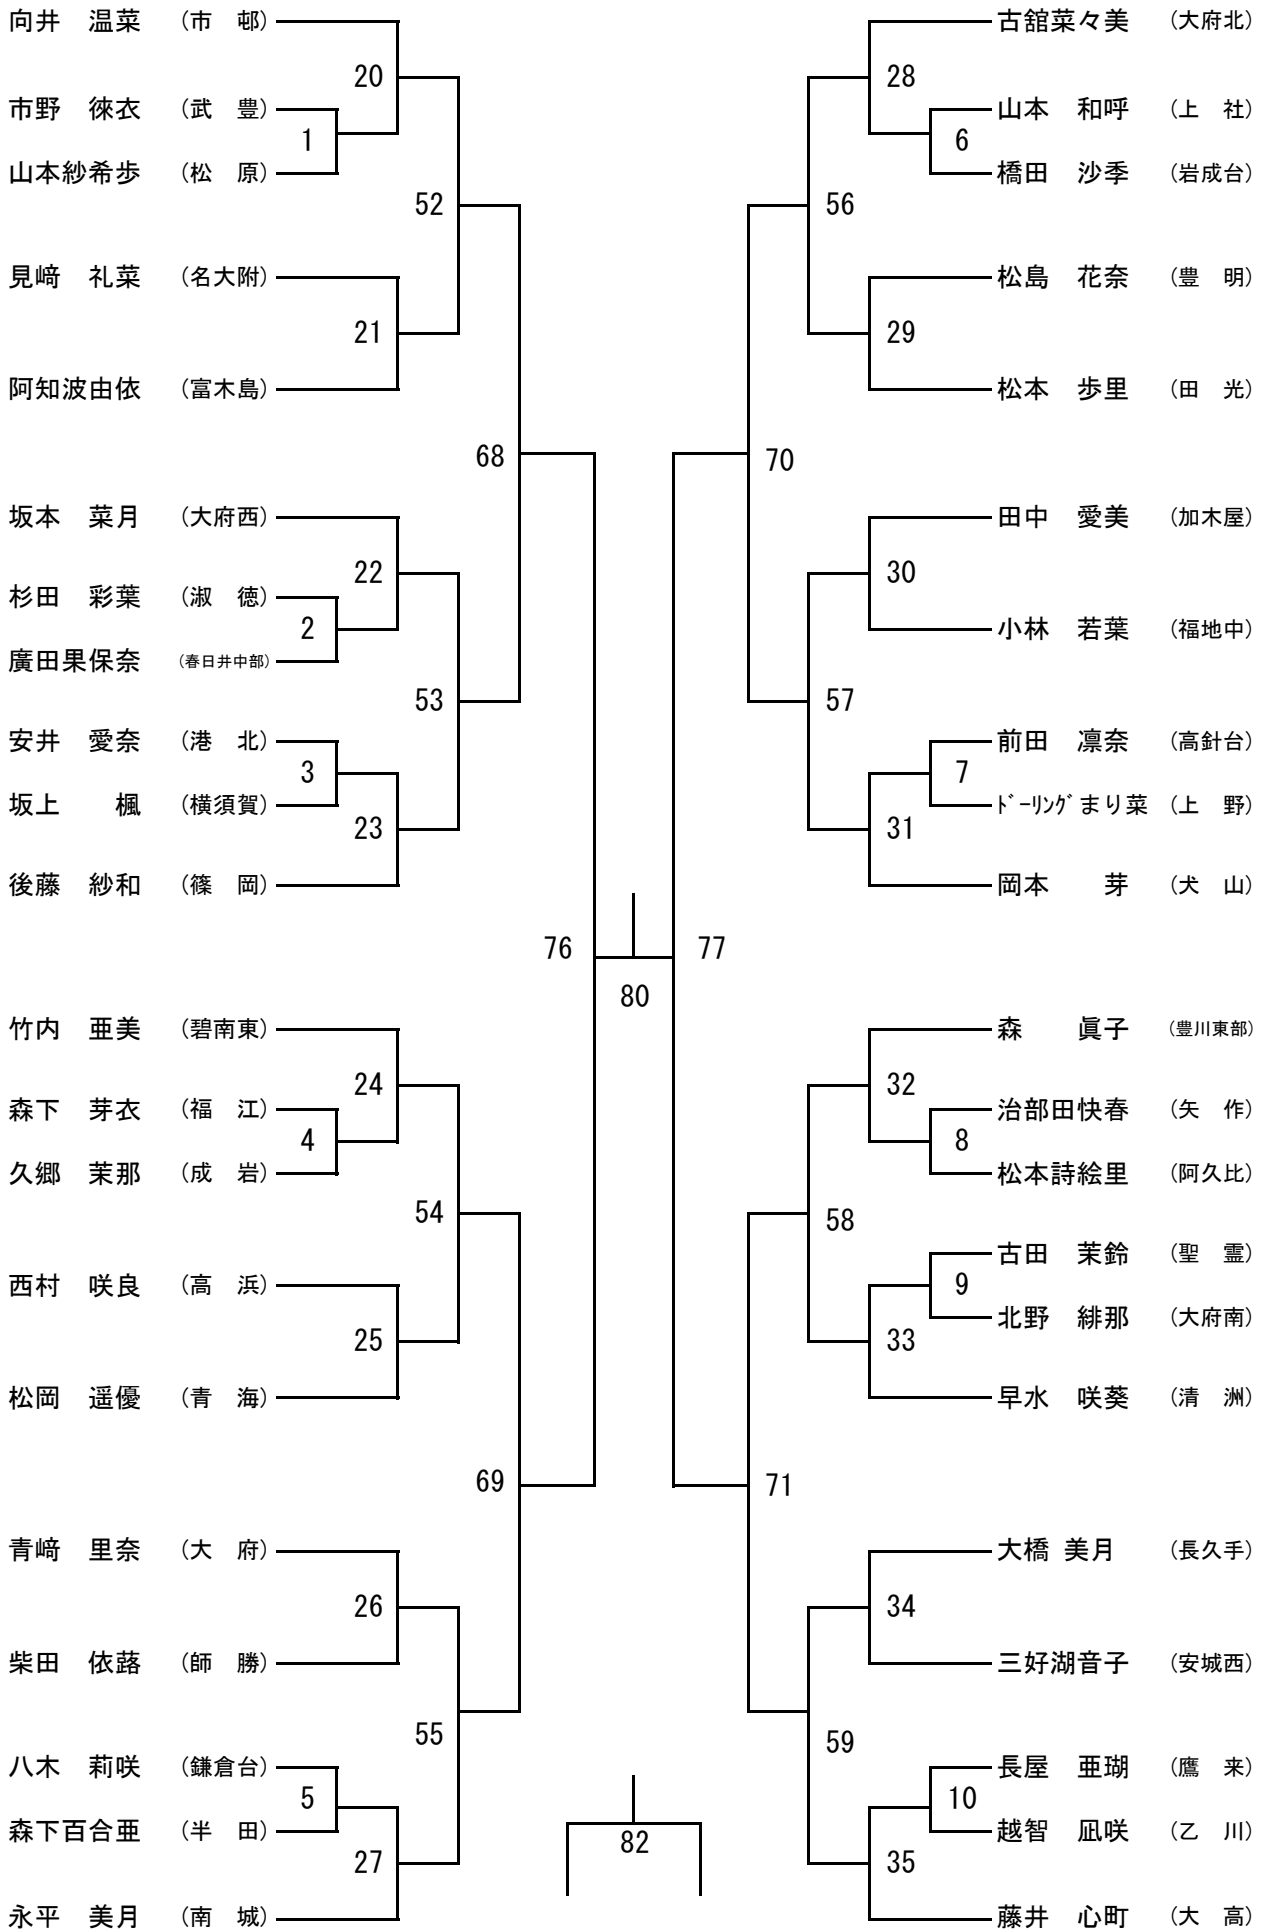 向井　温菜　（市　邨）
20
市野　徠衣　（武　豊）
1
山本紗希歩　（松　原）
52
見﨑　礼菜　（名大附）
21
阿知波由依　（富木島）
68
坂本　菜月　（大府西）
22
杉田　彩葉　（淑　徳）
2
廣田果保奈　（春日井中部）
53
安井　愛奈　（港　北）
3
坂上　　楓　（横須賀）
23
後藤　紗和　（篠　岡）
76
竹内　亜美　（碧南東）
24
森下　芽衣　（福　江）
4
久郷　茉那　（成　岩）
54
西村　咲良　（高　浜）
25
松岡　遥優　（青　海）
69
青﨑　里奈　（大　府）
26
柴田　依蕗　（師　勝）
55
八木　莉咲　（鎌倉台）
5
森下百合亜　（半　田）
27
永平　美月　（南　城）
80
82
古舘菜々美　（大府北）
28
山本　和呼　（上　社）
6
橋田　沙季　（岩成台）
56
松島　花奈　（豊　明）
29
松本　歩里　（田　光）
70
田中　愛美　（加木屋）
30
小林　若葉　（福地中）
57
前田　凛奈　（高針台）
7
ﾄﾞｰﾘﾝｸﾞまり菜　（上　野）
31
岡本　　芽　（犬　山）
77
森　　眞子　（豊川東部）
32
治部田快春　（矢　作）
8
松本詩絵里　（阿久比）
58
古田　茉鈴　（聖　霊）
9
北野　緋那　（大府南）
33
早水　咲葵　（清　洲）
71
大橋 美月　（長久手）
34
三好湖音子　（安城西）
59
長屋　亜瑚　（鷹　来）
10
越智　凪咲　（乙　川）
35
藤井　心町　（大　高）